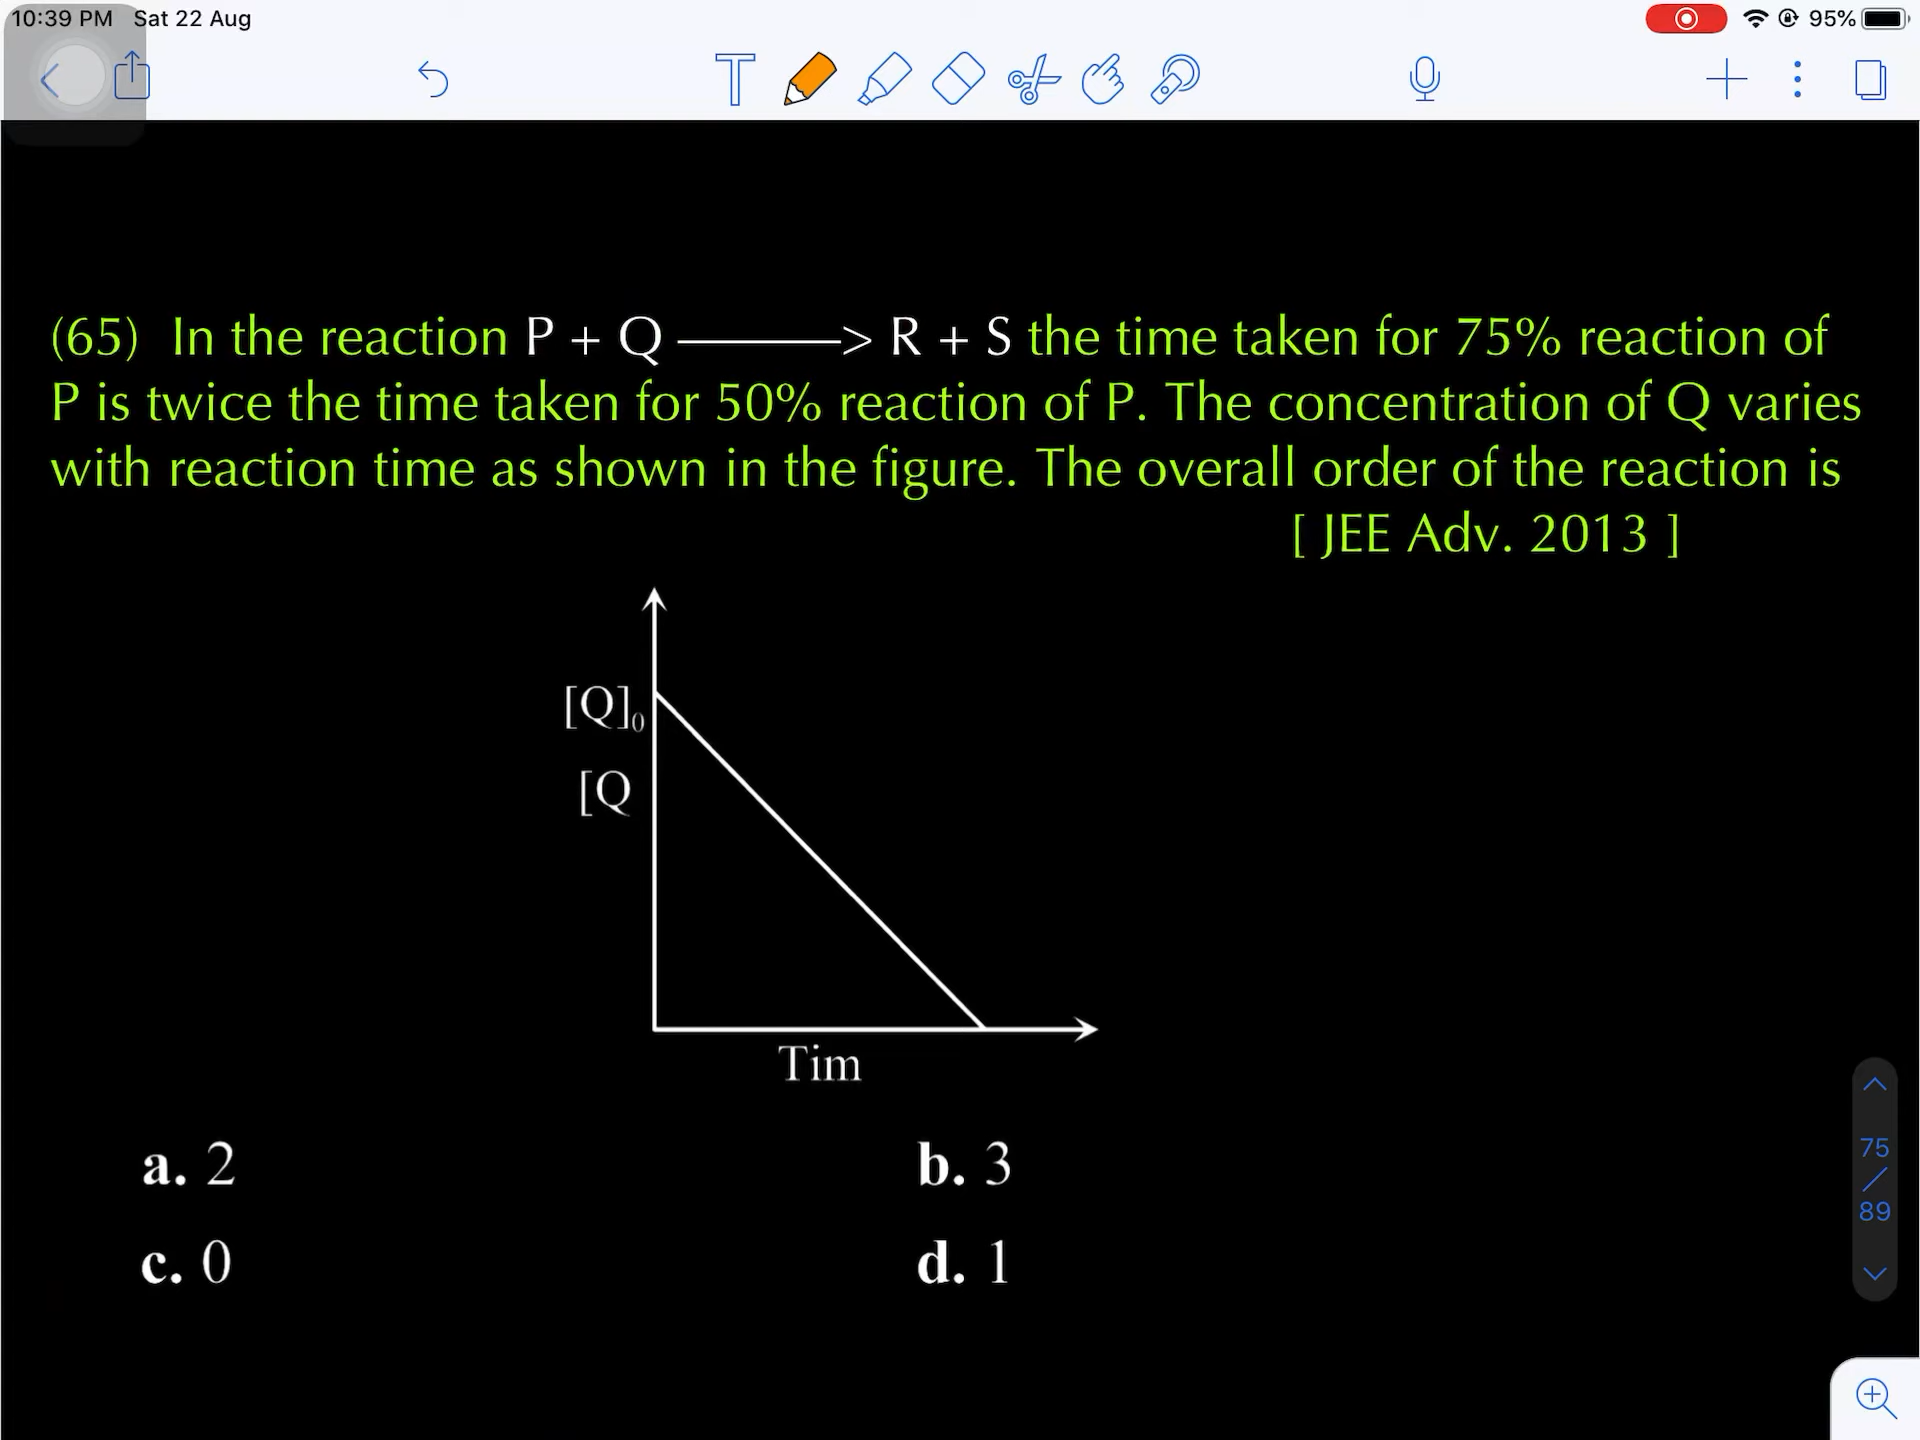 10:39 PM Sat 22 Aug
95%
T
(65) In the reaction P + Q ———> R + S the time taken for 75% reaction of
P is twice the time taken for 50% reaction of P. The concentration of Q varies
with reaction time as shown in the figure. The overall order of the reaction is
[ JEE Adv. 2013 ]
[Q]₀
[Q
Tim
a. 2
b. 3
c. 0
d. 1
75
/
89